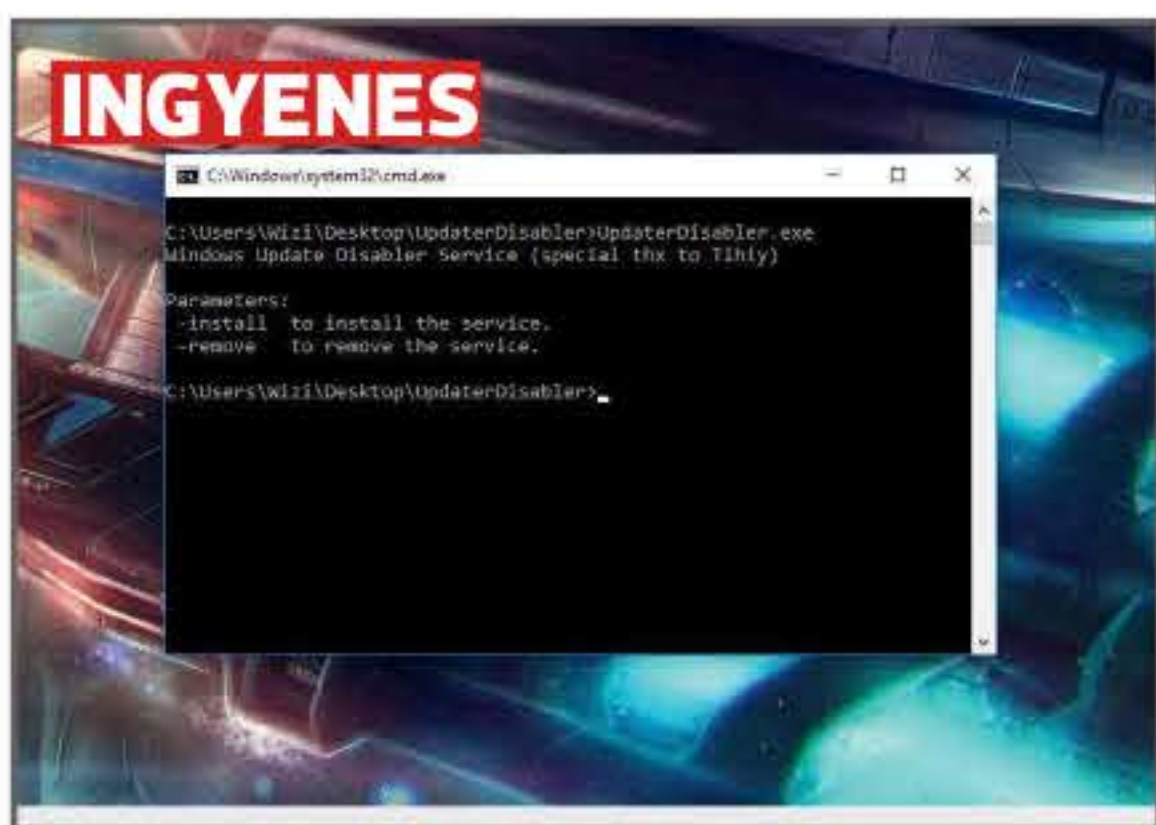 INGYENES
C:\Windows\system32\cmd.exe
C:\Users\Wizi\Desktop\UpdaterDisabler>UpdaterDisabler.exe
Windows Update Disabler Service (special thx to Tihiy)
Parameters:
-install to install the service.
-remove to remove the service.
C:\Users\Wizi\Desktop\UpdaterDisabler>